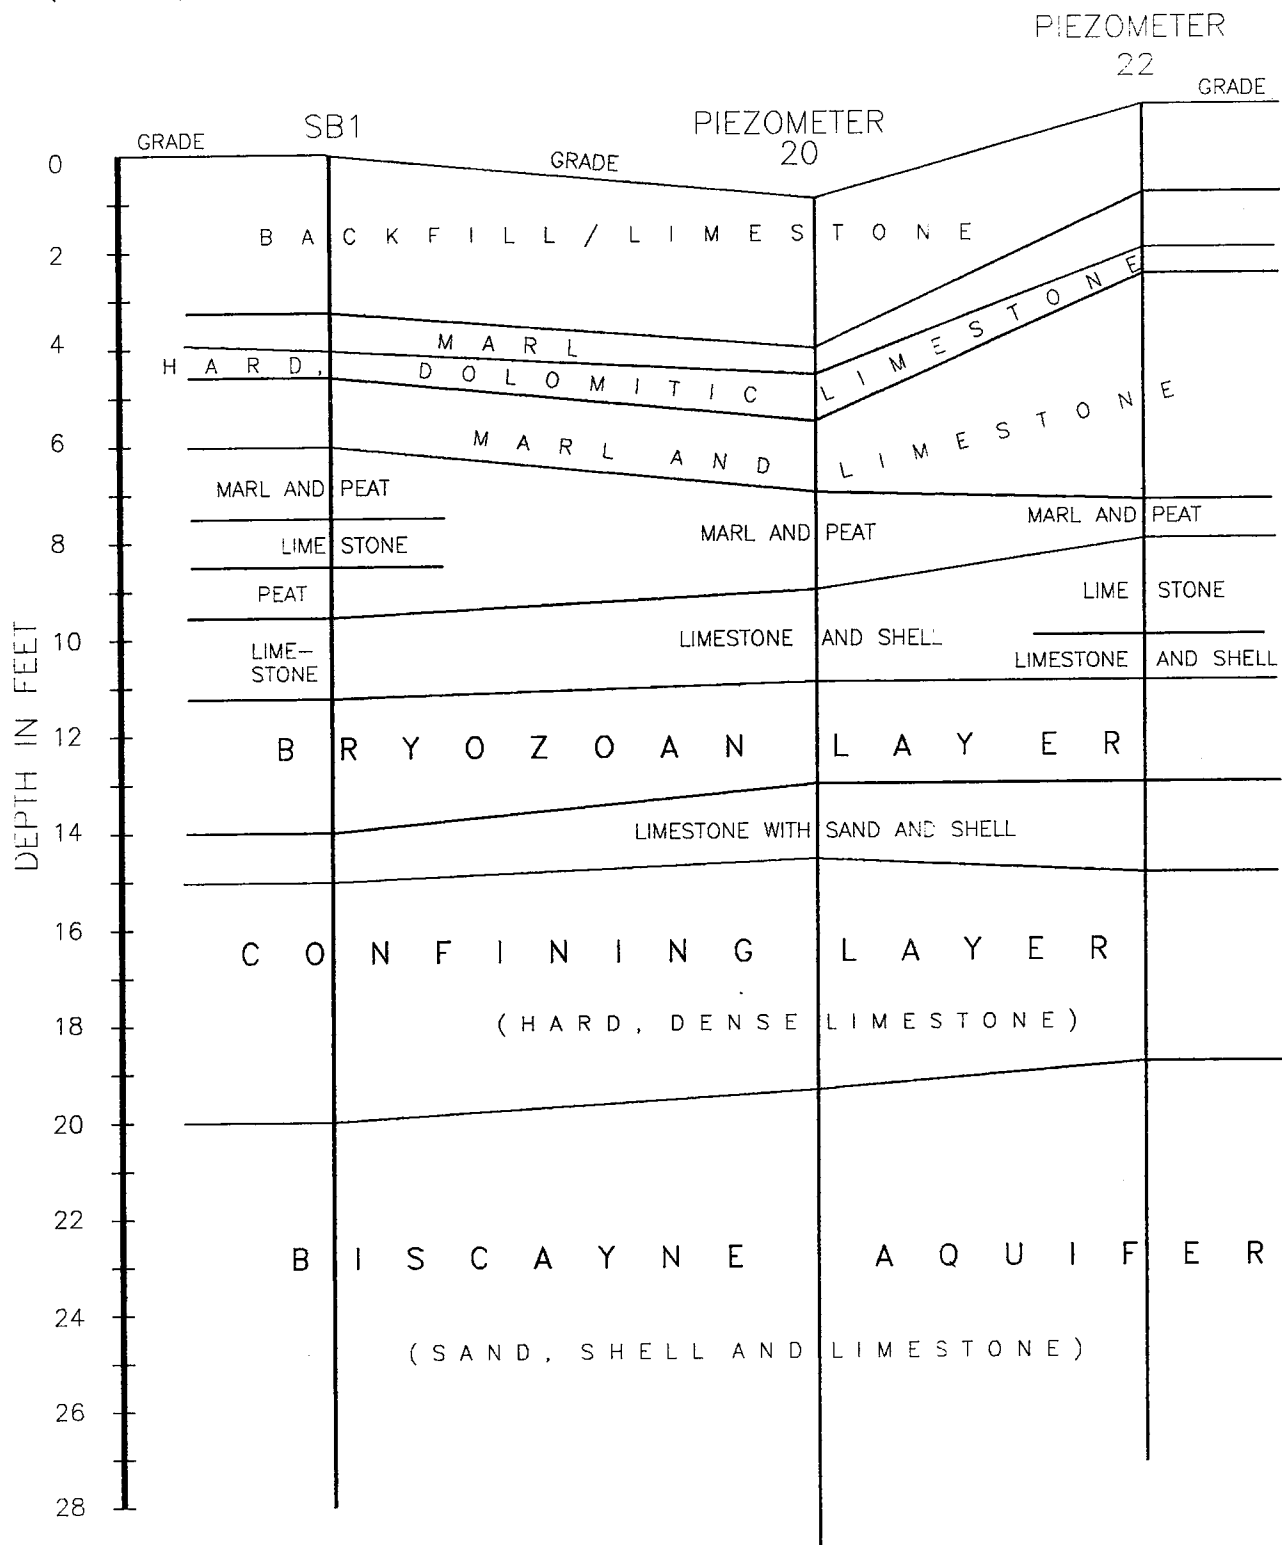 PIEZOMETER
22
GRADE
SB1
PIEZOMETER
20
GRADE
GRADE
0
BACKFILL/LIMESTONE
2
MARL
4
HARD, DOLOMITIC LIMESTONE
6
MARL AND LIMESTONE
MARL AND PEAT
MARL AND PEAT
MARL AND PEAT
8
LIMESTONE
PEAT
LIME STONE
10
LIMESTONE AND SHELL
LIME-
STONE
LIMESTONE AND SHELL
DEPTH IN FEET
12
BRYOZOAN LAYER
14
LIMESTONE WITH SAND AND SHELL
16
CONFINING LAYER
18
(HARD, DENSE LIMESTONE)
20
22
BISCAYNE AQUIFER
24
(SAND, SHELL AND LIMESTONE)
26
28